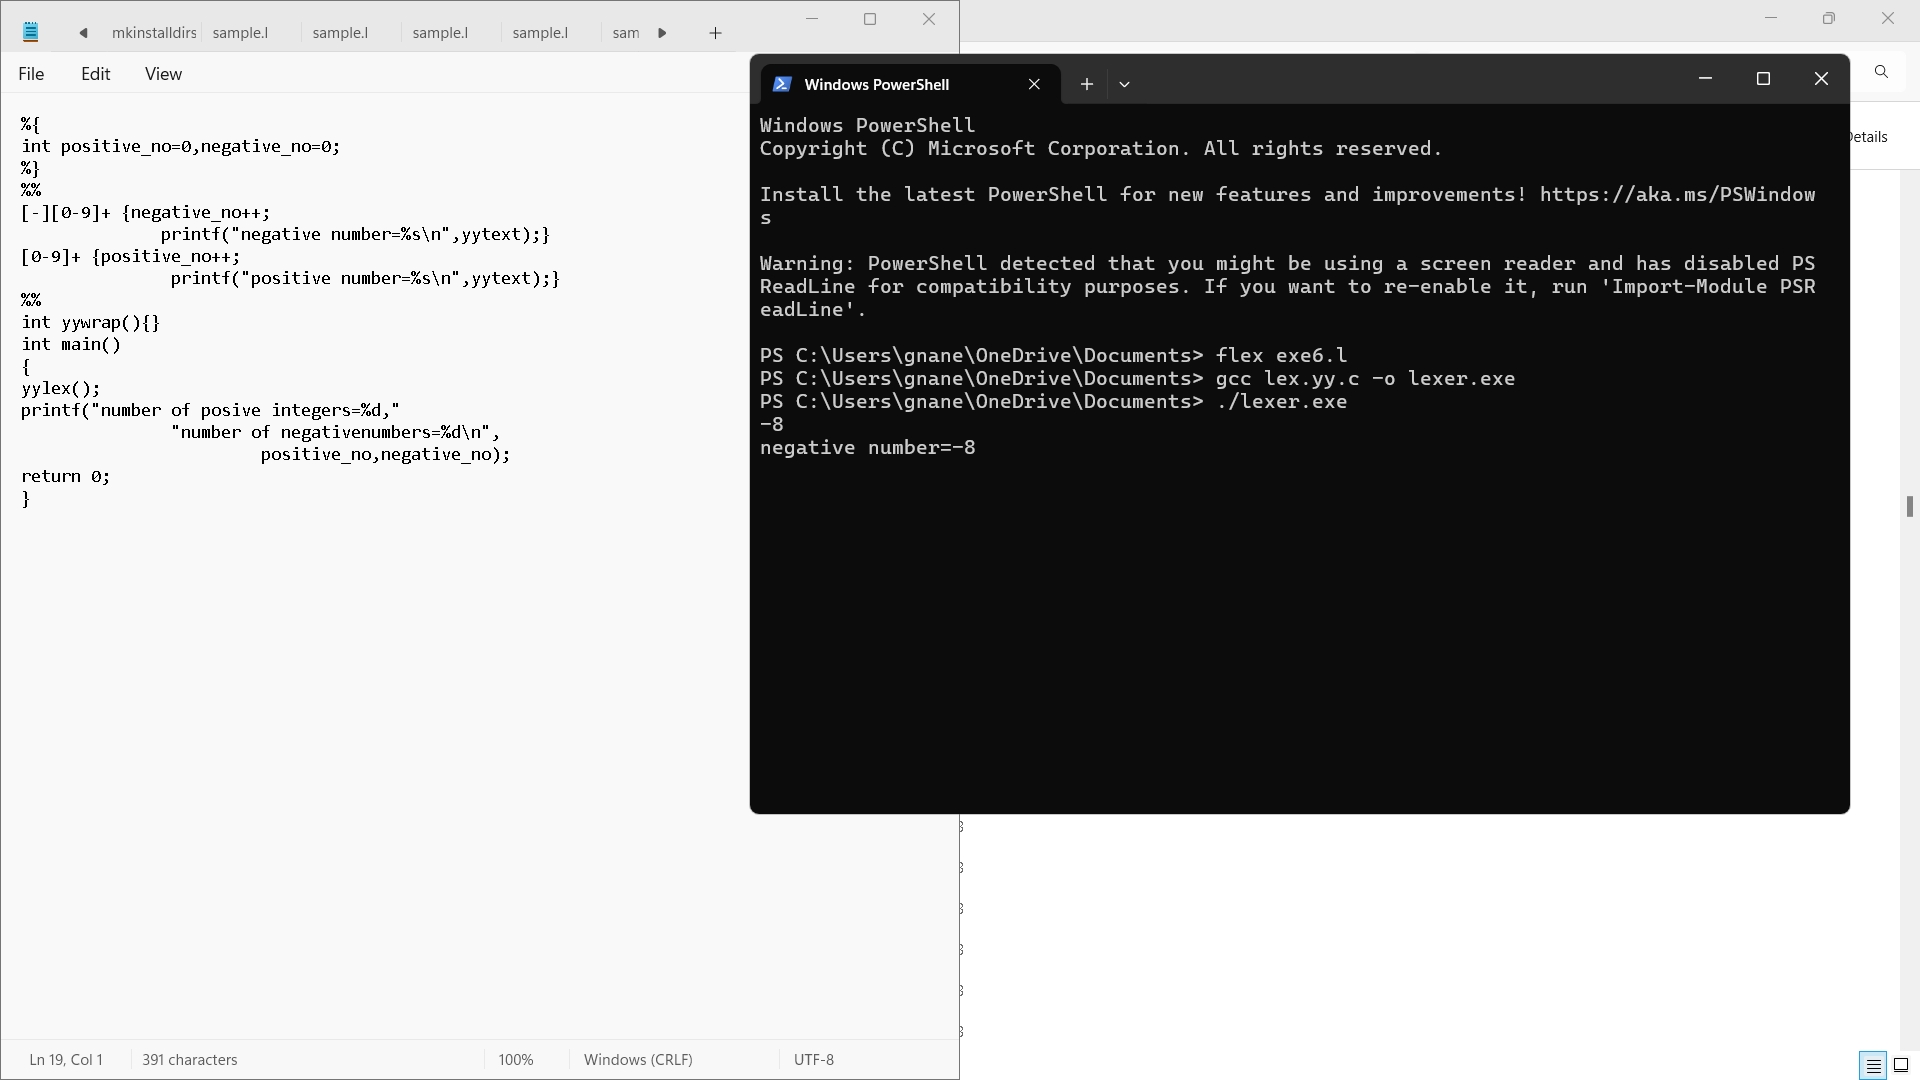 mkinstalldirs sample.l sample.l sample.l sample.l sam
File Edit View
%{
int positive_no=0,negative_no=0;
%}
%%
[-][0-9]+ {negative_no++;
printf("negative number=%s\n",yytext);}
[0-9]+ {positive_no++;
printf("positive number=%s\n",yytext);}
%%
int yywrap(){}
int main()
{
yylex();
printf("number of posive integers=%d,"
"number of negativenumbers=%d\n",
positive_no,negative_no);
return 0;
}
Ln 19, Col 1 391 characters 100% Windows (CRLF) UTF-8
Windows PowerShell
Windows PowerShell
Copyright (C) Microsoft Corporation. All rights reserved.
Install the latest PowerShell for new features and improvements! https://aka.ms/PSWindow
s
Warning: PowerShell detected that you might be using a screen reader and has disabled PS
ReadLine for compatibility purposes. If you want to re-enable it, run 'Import-Module PSR
eadLine'.
PS C:\Users\gnane\OneDrive\Documents> flex exe6.l
PS C:\Users\gnane\OneDrive\Documents> gcc lex.yy.c -o lexer.exe
PS C:\Users\gnane\OneDrive\Documents> ./lexer.exe
-8
negative number=-8
Details